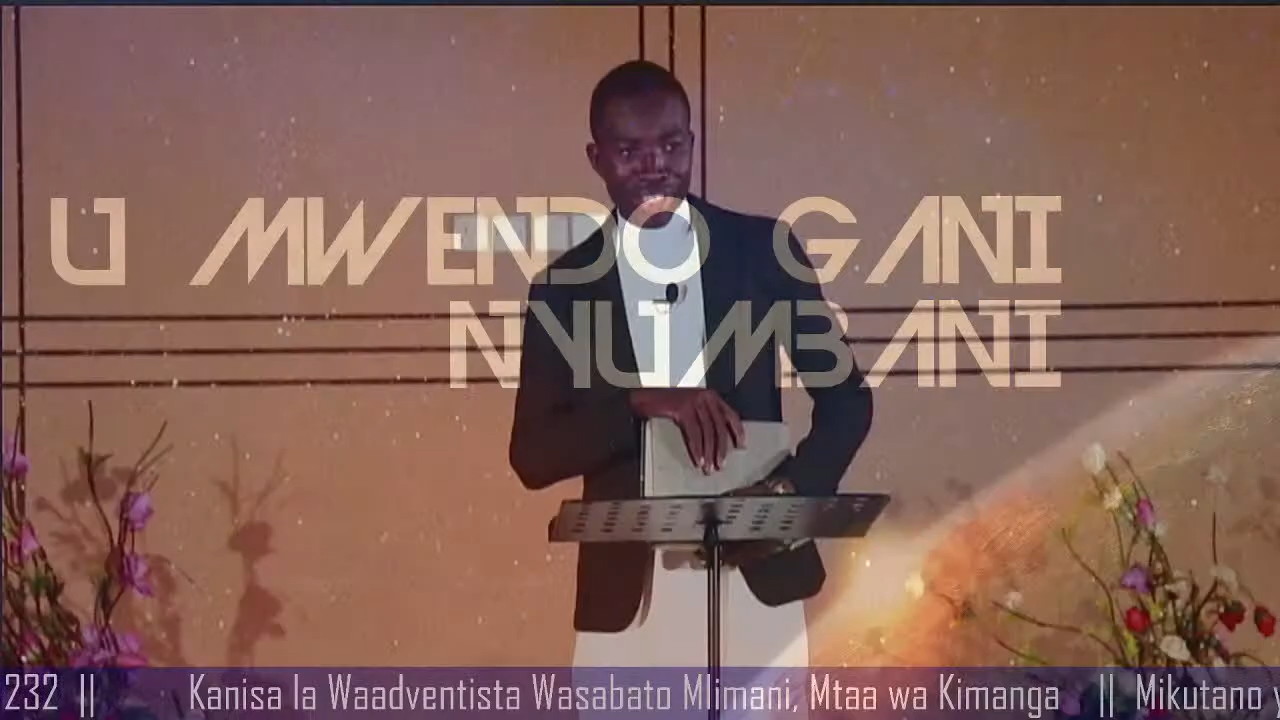 U MWENDO GANI
NYUMBANI
232 || Kanisa la Waadventista Wasabato Mlimani, Mtaa wa Kimanga || Mikutano